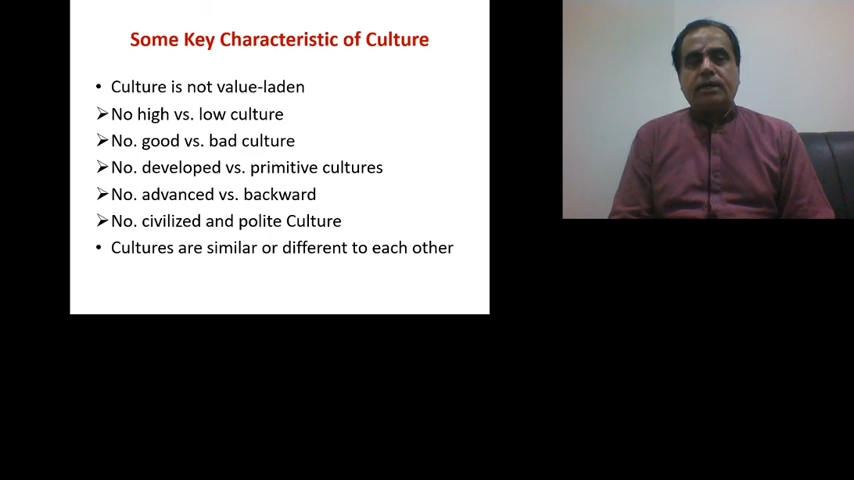 Some Key Characteristic of Culture
• Culture is not value-laden
➢No high vs. low culture
➢No. good vs. bad culture
➢No. developed vs. primitive cultures
➢No. advanced vs. backward
➢No. civilized and polite Culture
• Cultures are similar or different to each other